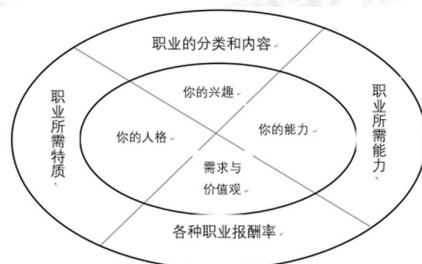 职业的分类和内容
你的兴趣
职业所需特质
你的人格
你的能力
职业所需能力
需求与
价值观
各种职业报酬率